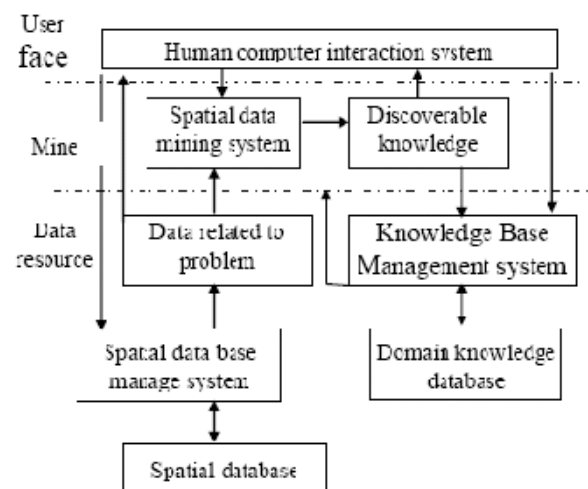 User
face
Human computer interaction system
Mine
Spatial data
mining system
Discoverable
knowledge
Data
resource
Data related to
problem
Knowledge Base
Management system
Spatial data base
manage system
Domain knowledge
database
Spatial database